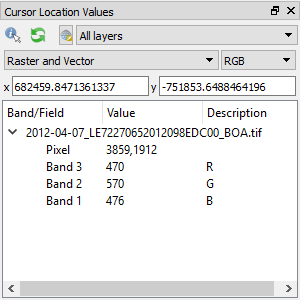 Cursor Location Values
All layers
Raster and Vector RGB
x 682459.8471361337 y -751853.6488464196
Band/Field Value Description
2012-04-07_LE72270652012098EDC00_BOA.tif
Pixel 3859,1912
Band 3 470 R
Band 2 570 G
Band 1 476 B